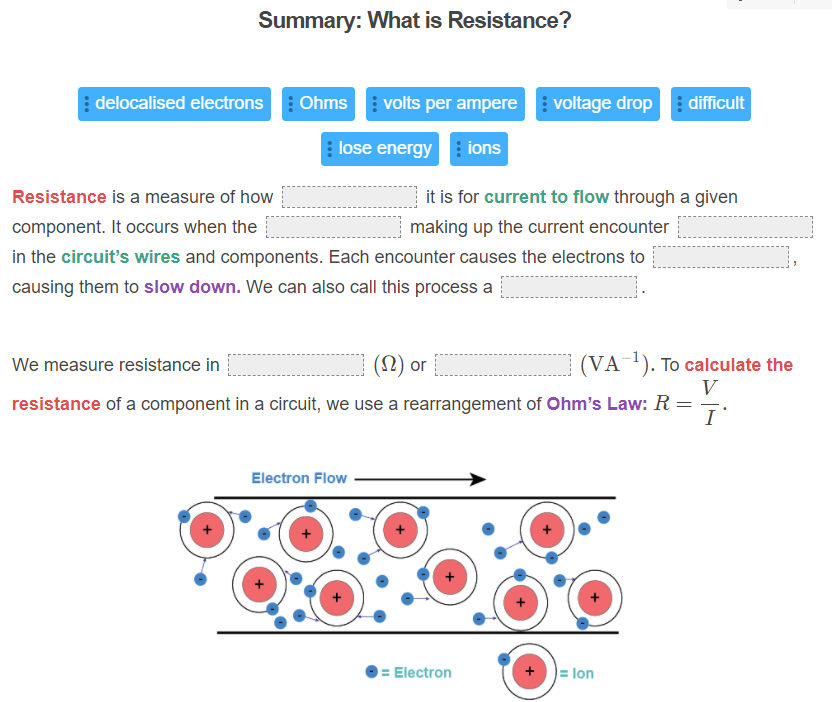 Summary: What is Resistance?
delocalised electrons Ohms volts per ampere voltage drop difficult
lose energy ions
Resistance is a measure of how it is for current to flow through a given
component. It occurs when the making up the current encounter
in the circuit's wires and components. Each encounter causes the electrons to ,
causing them to slow down. We can also call this process a .
We measure resistance in (Ω) or (VA⁻¹). To calculate the
resistance of a component in a circuit, we use a rearrangement of Ohm's Law: R = V/I.
Electron Flow
- + - - + - - + - - - + - -
- - - -
- + - - + - - - + - - + - + -
- - - - - -
- = Electron - + = Ion